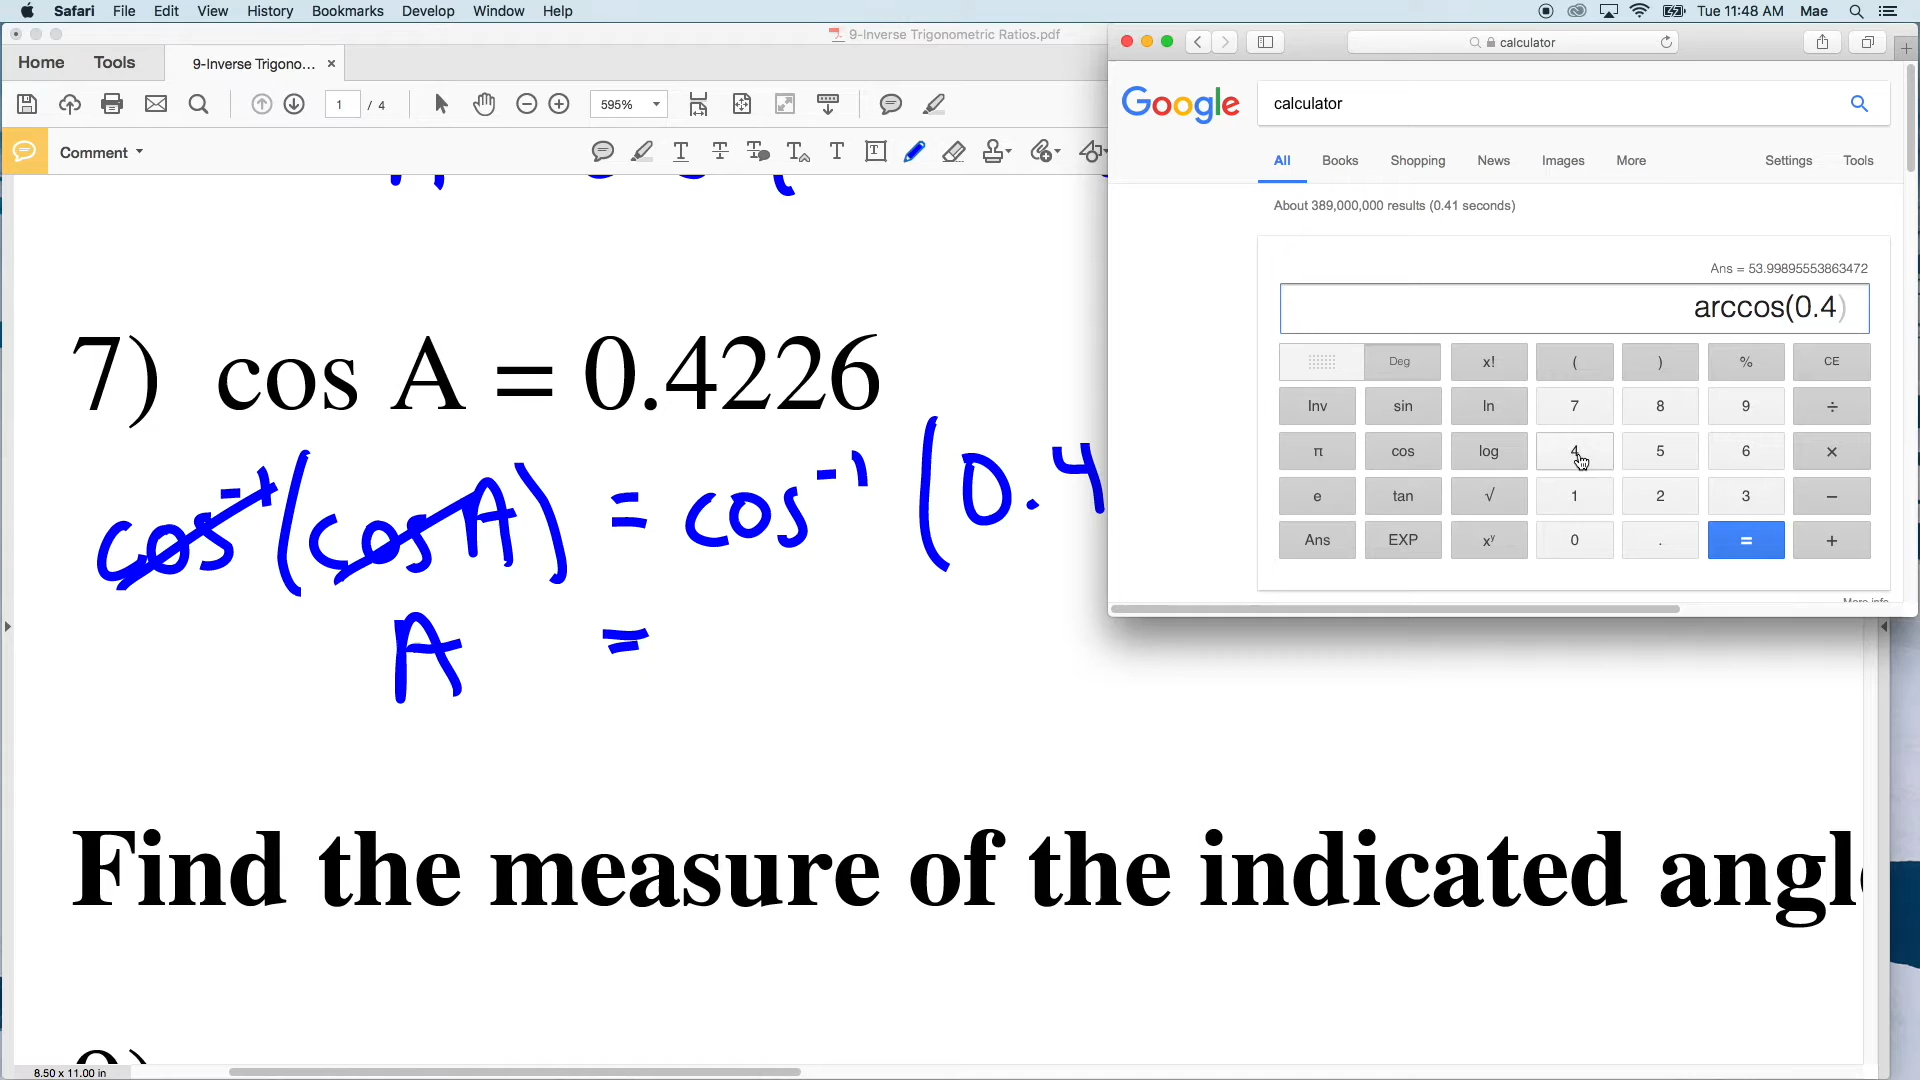 Safari File Edit View History Bookmarks Develop Window Help Tue 11:48 AM Mae
9-Inverse Trigonometric Ratios.pdf
Home Tools 9-Inverse Trigono... ×
1 / 4 595%
Comment
7) cos A = 0.4226
cos⁻¹(cos A) = cos⁻¹ (0.4
A =
Find the measure of the indicated angl
8.50 x 11.00 in
calculator
Google calculator
All Books Shopping News Images More Settings Tools
About 389,000,000 results (0.41 seconds)
Ans = 53.99895553863472
arccos(0.4)
Deg x! ( ) % CE
Inv sin ln 7 8 9 ÷
π cos log 4 5 6 ×
e tan √ 1 2 3 −
Ans EXP xʸ 0 . = +
More info